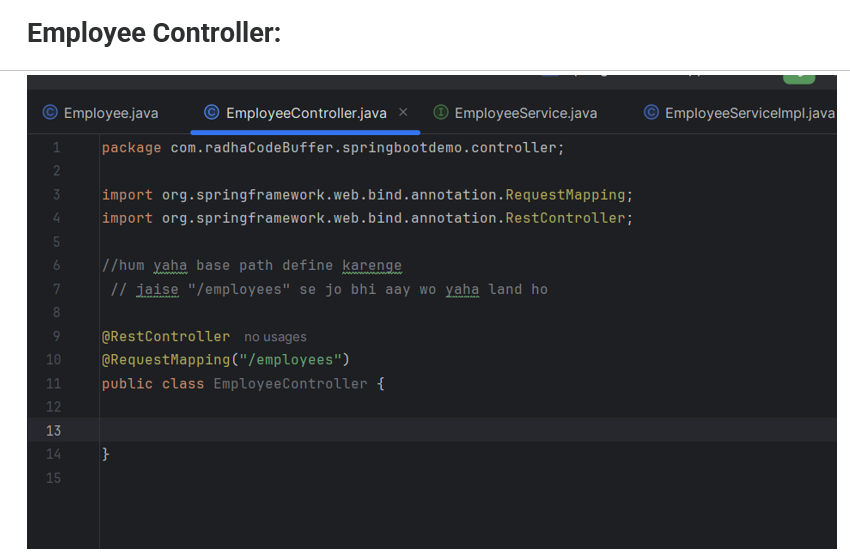 Employee Controller:
Employee.java EmployeeController.java × EmployeeService.java EmployeeServiceImpl.java
1 package com.radhaCodeBuffer.springbootdemo.controller;
2
3 import org.springframework.web.bind.annotation.RequestMapping;
4 import org.springframework.web.bind.annotation.RestController;
5
6 //hum yaha base path define karenge
7 // jaise "/employees" se jo bhi aay wo yaha land ho
8
9 @RestController no usages
10 @RequestMapping("/employees")
11 public class EmployeeController {
12
13
14 }
15